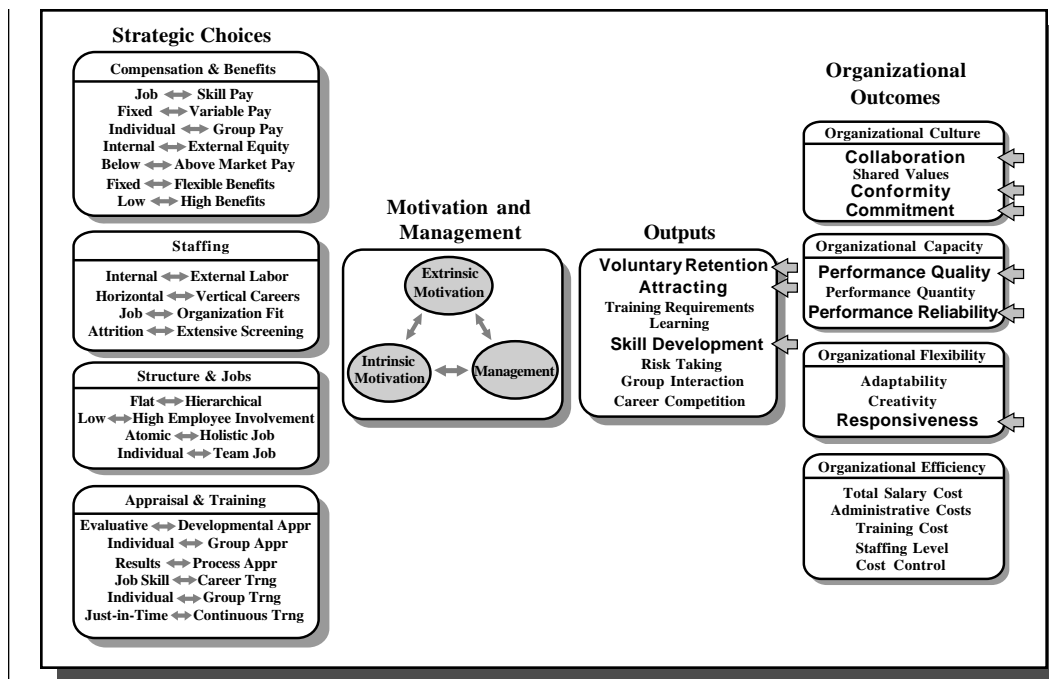 Strategic Choices
Compensation & Benefits
Job Skill Pay
Fixed Variable Pay
Individual Group Pay
Internal External Equity
Below Above Market Pay
Fixed Flexible Benefits
Low High Benefits
Staffing
Internal External Labor
Horizontal Vertical Careers
Job Organization Fit
Attrition Extensive Screening
Structure & Jobs
Flat Hierarchical
Low High Employee Involvement
Atomic Holistic Job
Individual Team Job
Appraisal & Training
Evaluative Developmental Appr
Individual Group Appr
Results Process Appr
Job Skill Career Trng
Individual Group Trng
Just-in-Time Continuous Trng
Motivation and
Management
Extrinsic
Motivation
Intrinsic
Motivation
Management
Outputs
Voluntary Retention
Attracting
Training Requirements
Learning
Skill Development
Risk Taking
Group Interaction
Career Competition
Organizational
Outcomes
Organizational Culture
Collaboration
Shared Values
Conformity
Commitment
Organizational Capacity
Performance Quality
Performance Quantity
Performance Reliability
Organizational Flexibility
Adaptability
Creativity
Responsiveness
Organizational Efficiency
Total Salary Cost
Administrative Costs
Training Cost
Staffing Level
Cost Control